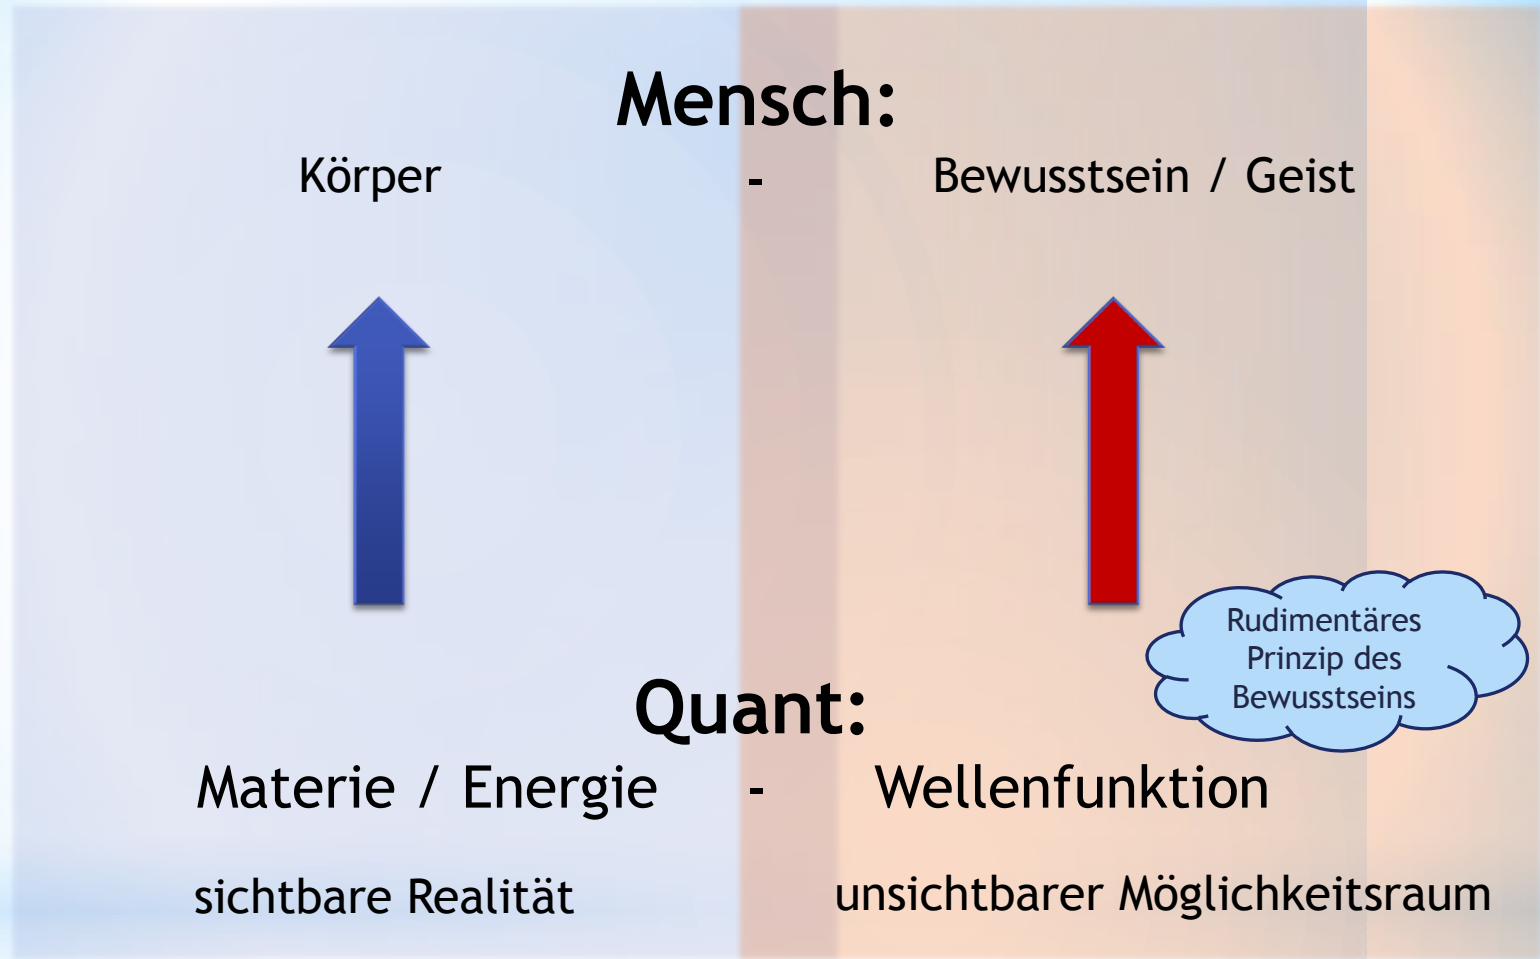 Mensch:
Körper - Bewusstsein / Geist
Rudimentäres
Prinzip des
Bewusstseins
Quant:
Materie / Energie - Wellenfunktion
sichtbare Realität unsichtbarer Möglichkeitsraum